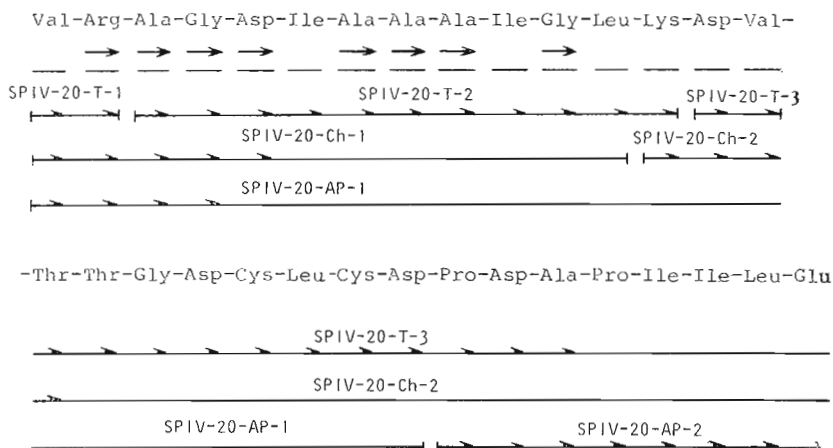 Val-Arg-Ala-Gly-Asp-Ile-Ala-Ala-Ala-Ile-Gly-Leu-Lys-Asp-Val-
SPIV-20-T-1 SPIV-20-T-2 SPIV-20-T-3
SPIV-20-Ch-1 SPIV-20-Ch-2
SPIV-20-AP-1
-Thr-Thr-Gly-Asp-Cys-Leu-Cys-Asp-Pro-Asp-Ala-Pro-Ile-Ile-Leu-Glu
SPIV-20-T-3
SPIV-20-Ch-2
SPIV-20-AP-1 SPIV-20-AP-2